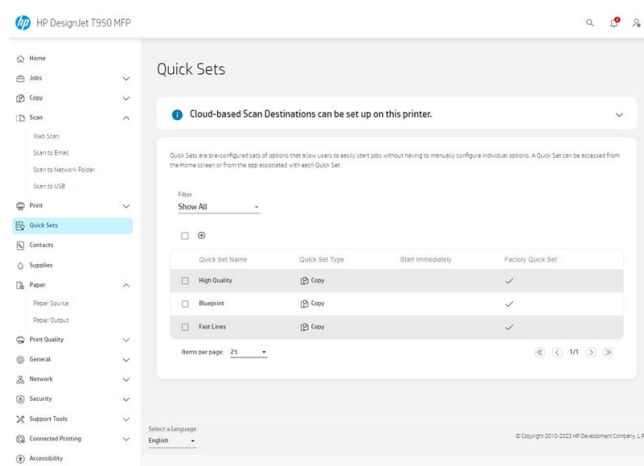 hp HP DesignJet T950 MFP
Home
Jobs
Copy
Scan
Web Scan
Scan to Email
Scan to Network Folder
Scan to USB
Print
Quick Sets
Contacts
Supplies
Paper
Paper Source
Paper Output
Print Quality
General
Network
Security
Support Tools
Connected Printing
Accessibility
Quick Sets
Cloud-based Scan Destinations can be set up on this printer.
Quick Sets are pre-configured sets of options that allow users to easily start jobs without having to manually configure individual options. A Quick Set can be accessed from
the Home screen or from the app associated with each Quick Set.
Filter
Show All
Quick Set Name Quick Set Type Start Immediately Factory Quick Set
High Quality Copy
Blueprint Copy
Fast Lines Copy
Items per page: 25 1/1
Select a language
English
© Copyright 2010-2023 HP Development Company, L.P.